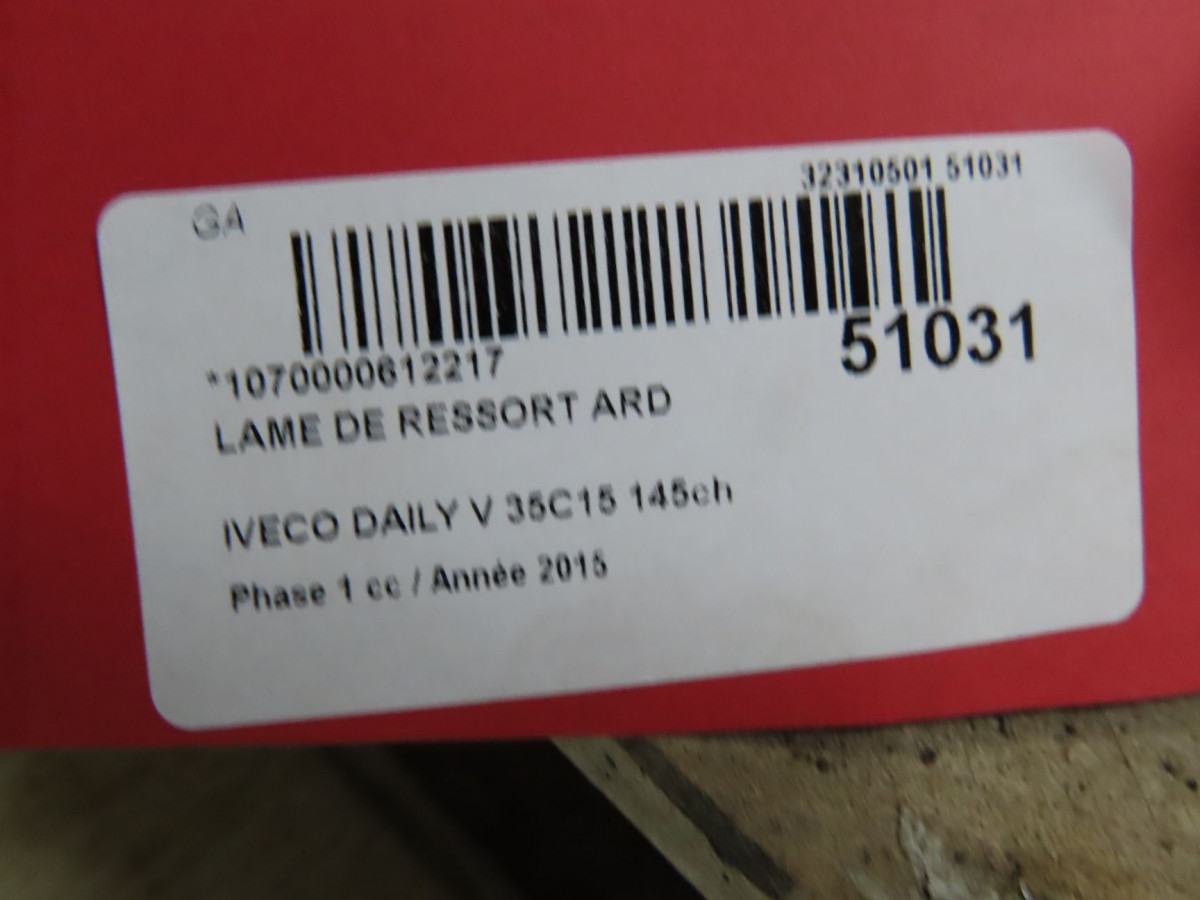 GA
32310501 51031
51031
*1070000612217
LAME DE RESSORT ARD
IVECO DAILY V 35C15 145ch
Phase 1 cc / Année 2015